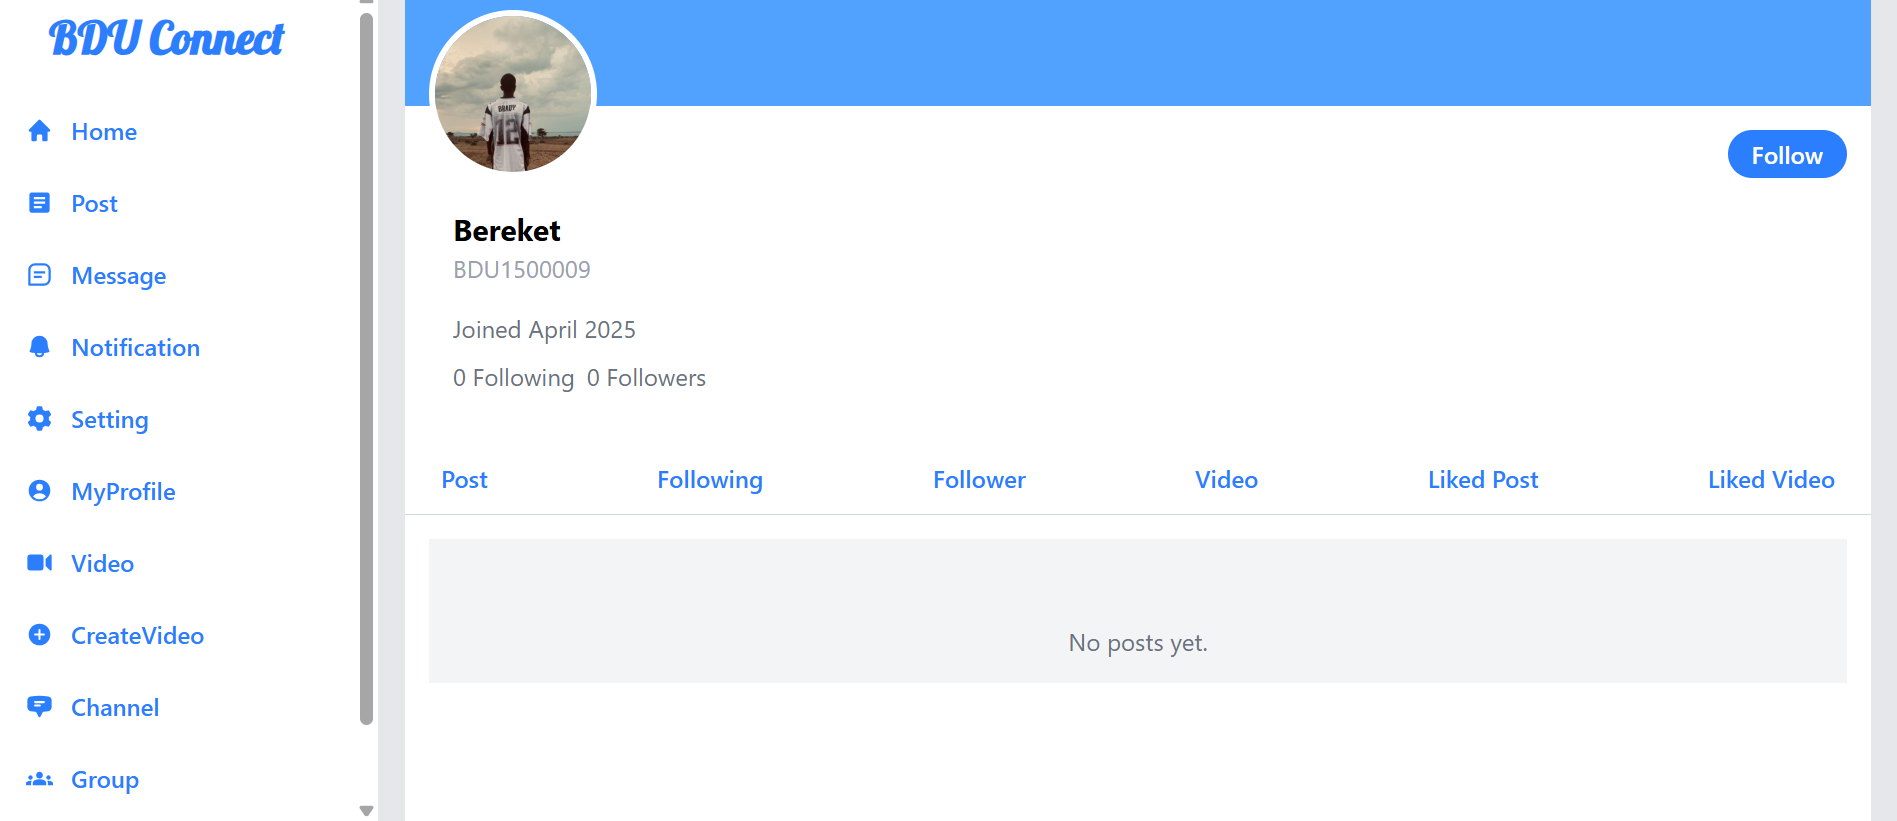 BDU Connect
Home
Post
Message
Notification
Setting
MyProfile
Video
CreateVideo
Channel
Group
BRADY
12
Follow
Bereket
BDU1500009
Joined April 2025
0 Following 0 Followers
Post Following Follower Video Liked Post Liked Video
No posts yet.